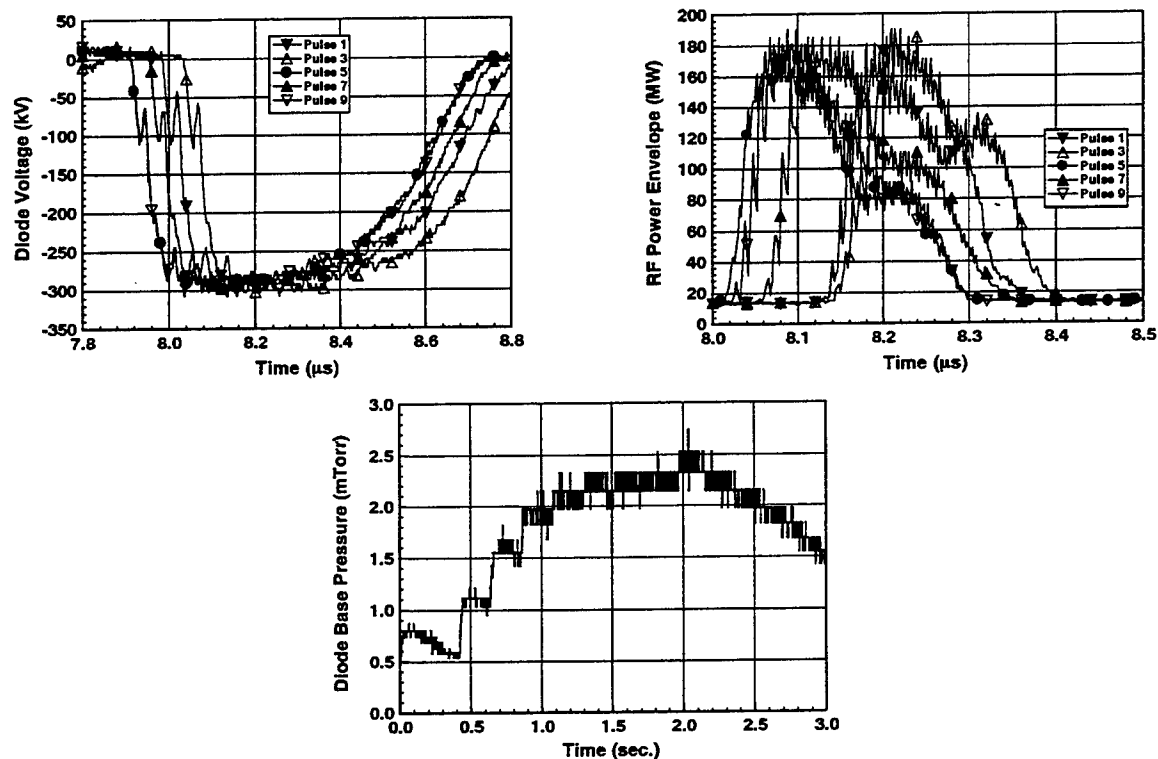 50
0
-50
-100
-150
-200
-250
-300
-350
Diode Voltage (kV)
7.8
8.0
8.2
8.4
8.6
8.8
Time (µs)
Pulse 1
Pulse 3
Pulse 5
Pulse 7
Pulse 9
200
180
160
140
120
100
80
60
40
20
0
RF Power Envelope (MW)
8.0
8.1
8.2
8.3
8.4
8.5
Time (µs)
Pulse 1
Pulse 3
Pulse 5
Pulse 7
Pulse 9
3.0
2.5
2.0
1.5
1.0
0.5
0.0
Diode Base Pressure (mTorr)
0.0
0.5
1.0
1.5
2.0
2.5
3.0
Time (sec.)